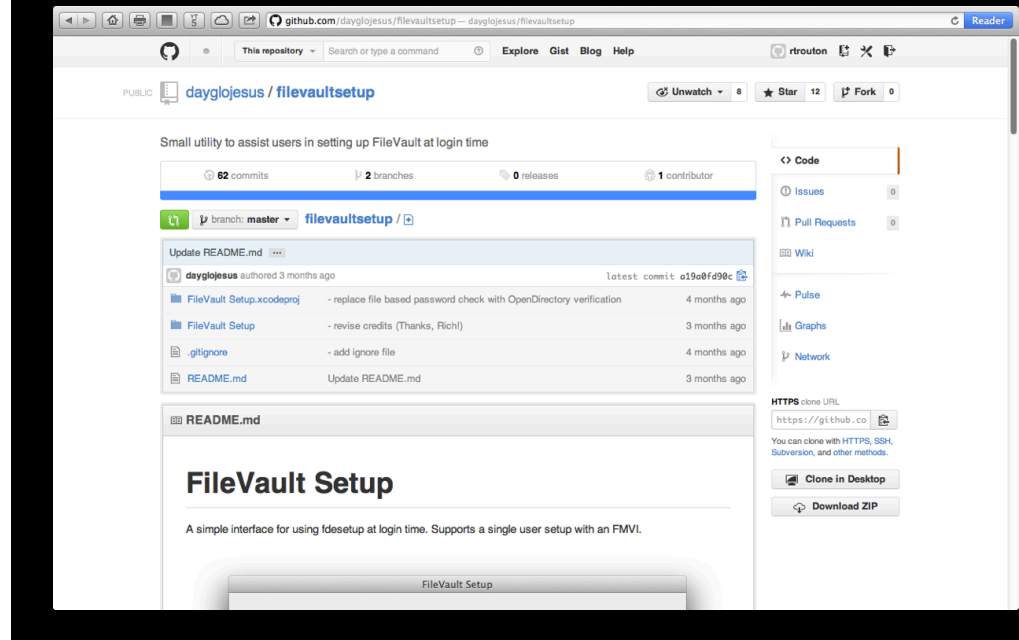 github.com/dayglojesus/filevaultsetup — dayglojesus/filevaultsetup
Reader
This repository
Search or type a command
Explore Gist Blog Help
rtrouton
PUBLIC
dayglojesus / filevaultsetup
Unwatch 8
Star 12
Fork 0
Small utility to assist users in setting up FileVault at login time
62 commits
2 branches
0 releases
1 contributor
branch: master
filevaultsetup /
Update README.md
dayglojesus authored 3 months ago
latest commit a19a0fd90c
FileVault Setup.xcodeproj - replace file based password check with OpenDirectory verification 4 months ago
FileVault Setup - revise credits (Thanks, Rich!) 3 months ago
.gitignore - add ignore file 4 months ago
README.md Update README.md 3 months ago
README.md
FileVault Setup
A simple interface for using fdesetup at login time. Supports a single user setup with an FMVI.
FileVault Setup
Code
Issues 0
Pull Requests 0
Wiki
Pulse
Graphs
Network
HTTPS clone URL
https://github.co
You can clone with HTTPS, SSH,
Subversion, and other methods.
Clone in Desktop
Download ZIP